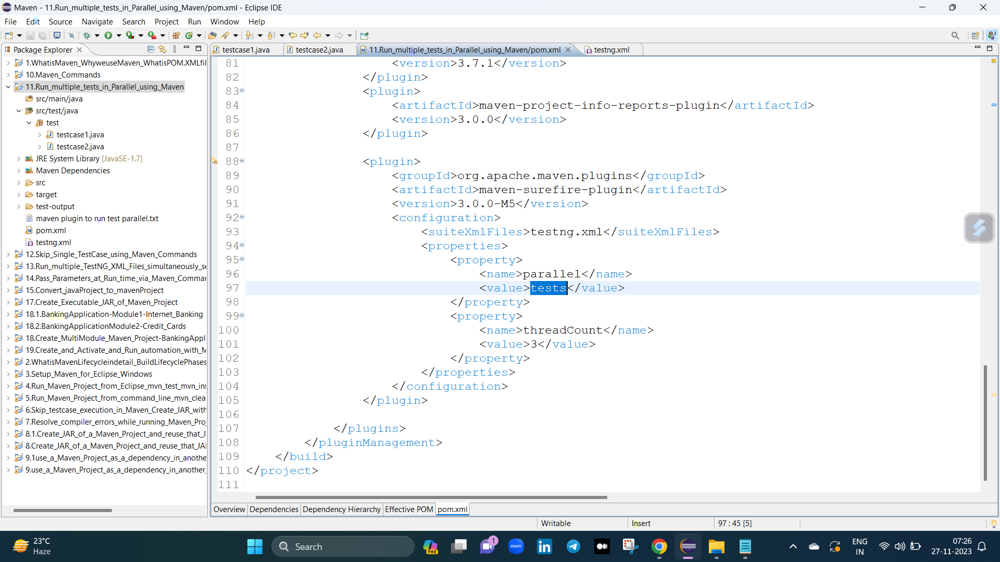 Maven - 11.Run_multiple_tests_in_Parallel_using_Maven/pom.xml - Eclipse IDE
File Edit Source Navigate Search Project Run Window Help
Package Explorer
1.WhatisMaven_WhyweuseMaven_WhatisPOM.XMLfil
10.Maven_Commands
11.Run_multiple_tests_in_Parallel_using_Maven
src/main/java
src/test/java
test
testcase1.java
testcase2.java
JRE System Library [JavaSE-1.7]
Maven Dependencies
src
target
test-output
maven plugin to run test parallel.txt
pom.xml
testng.xml
12.Skip_Single_TestCase_using_Maven_Commands
13.Run_multiple_TestNG_XML_Files_simultaneously_se
14.Pass_Parameters_at_Run_time_via_Maven_Commar
15.Convert_javaProject_to_mavenProject
17.Create_Executable_JAR_of_Maven_Project
18.1.BankingApplication-Module1-Internet_Banking
18.2.BankingApplicationModule2-Credit_Cards
18.Create_MultiModule_Maven_Project-BankingAppl
19.Create_and_Activate_and_Run_automation_with_M
2.WhatisMavenLifecycleindetail_BuildLifecyclePhases
3.Setup_Maven_for_Eclipse_Windows
4.Run_Maven_Project_from_Eclipse_mvn_test_mvn_ins
5.Run_Maven_Project_from_command_line_mvn_clea
6.Skip_testcase_execution_in_Maven_Create_JAR_with
7.Resolve_compiler_errors_while_running_Maven_Pro
8.1.Create_JAR_of_a_Maven_Project_and_reuse_that_J
8.Create_JAR_of_a_Maven_Project_and_reuse_that_JAI
9.1use_a_Maven_Project_as_a_dependency_in_anothe
9.use_a_Maven_Project_as_a_dependency_in_another
testcase1.java testcase2.java 11.Run_multiple_tests_in_Parallel_using_Maven/pom.xml testng.xml
81 <version>3.7.1</version>
82 </plugin>
83 <plugin>
84 <artifactId>maven-project-info-reports-plugin</artifactId>
85 <version>3.0.0</version>
86 </plugin>
87
88 <plugin>
89 <groupId>org.apache.maven.plugins</groupId>
90 <artifactId>maven-surefire-plugin</artifactId>
91 <version>3.0.0-M5</version>
92 <configuration>
93 <suiteXmlFiles>testng.xml</suiteXmlFiles>
94 <properties>
95 <property>
96 <name>parallel</name>
97 <value>tests</value>
98 </property>
99 <property>
100 <name>threadCount</name>
101 <value>3</value>
102 </property>
103 </properties>
104 </configuration>
105 </plugin>
106
107 </plugins>
108 </pluginManagement>
109 </build>
110 </project>
111
Overview Dependencies Dependency Hierarchy Effective POM pom.xml
Writable Insert 97 : 45 [5]
23°C
Haze
Search
PRE
1
zoom
in
ENG
IN
07:26
27-11-2023